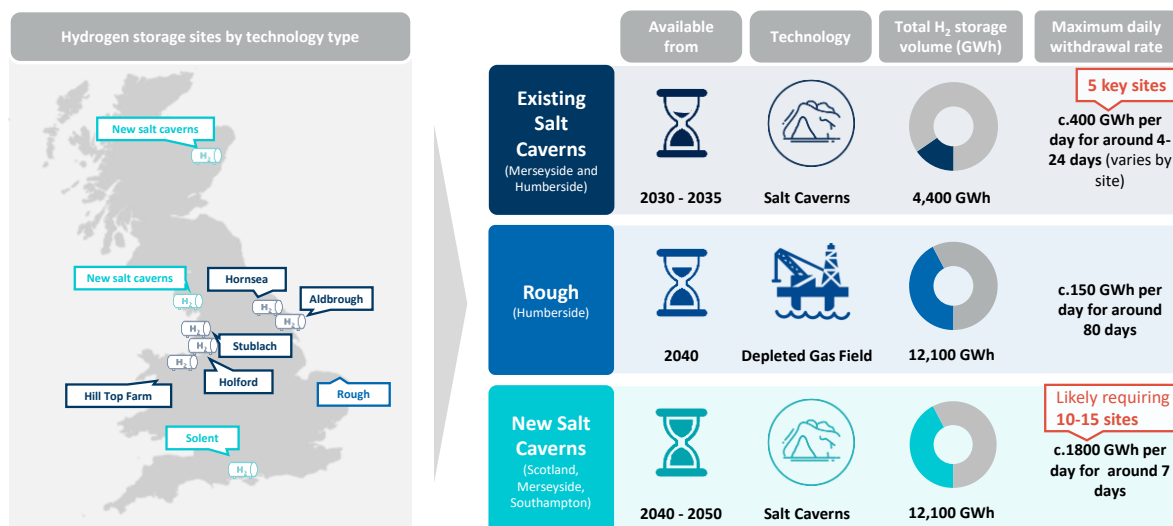 Hydrogen storage sites by technology type
New salt caverns
H2
New salt caverns
H2
Hornsea
H2
Aldbrough
H2
H2
Stublach
H2
H2
Holford
Hill Top Farm
Rough
Solent
H2
Available
from
Technology
Total H2 storage
volume (GWh)
Maximum daily
withdrawal rate
Existing
Salt
Caverns
(Merseyside and
Humberside)
2030 - 2035
Salt Caverns
4,400 GWh
5 key sites
c.400 GWh per
day for around 4-
24 days (varies by
site)
Rough
(Humberside)
2040
Depleted Gas Field
12,100 GWh
c.150 GWh per
day for around
80 days
New Salt
Caverns
(Scotland,
Merseyside,
Southampton)
2040 - 2050
Salt Caverns
12,100 GWh
Likely requiring
10-15 sites
c.1800 GWh per
day for around 7
days